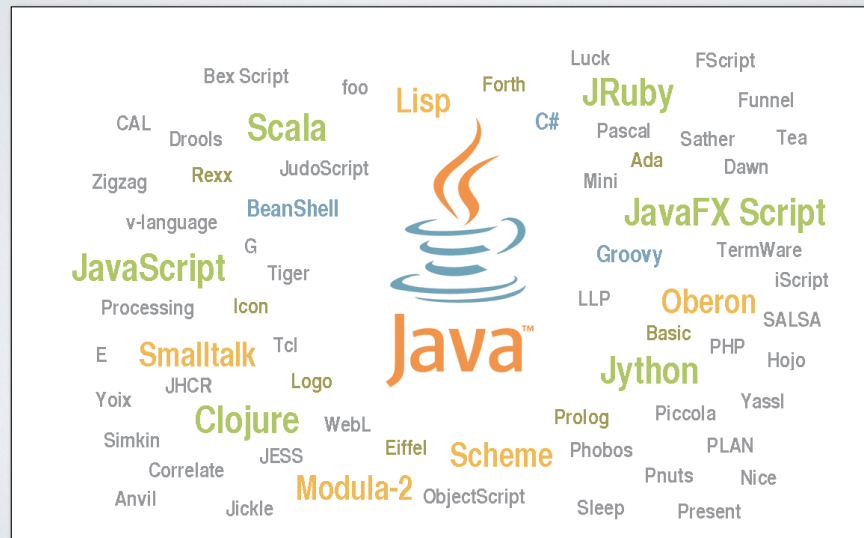 Luck
FScript
Bex Script
foo
Lisp
Forth
JRuby
Funnel
CAL
Drools
Scala
C#
Pascal
Sather
Tea
Zigzag
Rexx
JudoScript
Ada
Mini
Dawn
v-language
BeanShell
JavaFX Script
G
Groovy
TermWare
JavaScript
Tiger
iScript
Processing
Icon
LLP
Oberon
SALSA
E
Smalltalk
Tcl
Java™
Basic
PHP
Hojo
JHCR
Logo
Jython
Yoix
Clojure
WebL
Prolog
Piccola
Yassl
Simkin
JESS
Eiffel
Scheme
Phobos
PLAN
Correlate
Modula-2
ObjectScript
Pnuts
Nice
Anvil
Jickle
Sleep
Present